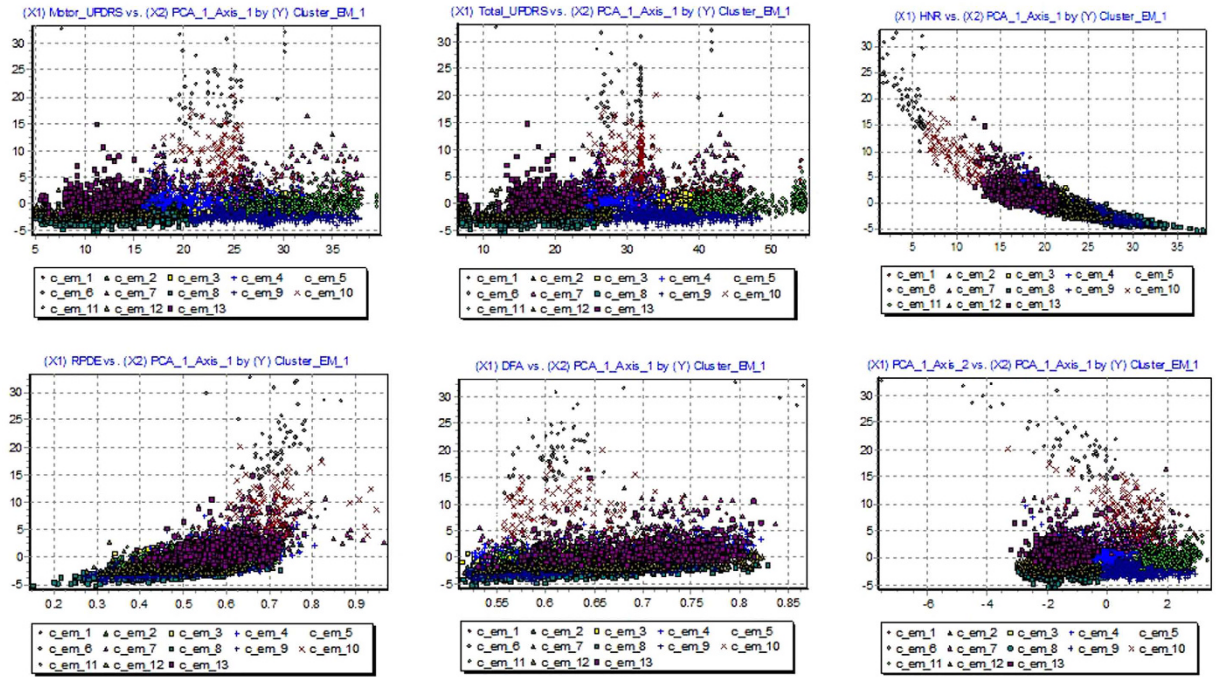 (X1) Motor_UPDRS vs. (X2) PCA_1_Axis_1 by (Y) Cluster_EM_1
30
25
20
15
10
5
0
-5
5 10 15 20 25 30 35
c_em_1 c_em_2 c_em_3 c_em_4 c_em_5
c_em_6 c_em_7 c_em_8 c_em_9 c_em_10
c_em_11 c_em_12 c_em_13
(X1) Total_UPDRS vs. (X2) PCA_1_Axis_1 by (Y) Cluster_EM_1
30
25
20
15
10
5
0
-5
10 20 30 40 50
c_em_1 c_em_2 c_em_3 c_em_4 c_em_5
c_em_6 c_em_7 c_em_8 c_em_9 c_em_10
c_em_11 c_em_12 c_em_13
(X1) HNR vs. (X2) PCA_1_Axis_1 by (Y) Cluster_EM_1
30
25
20
15
10
5
0
-5
5 10 15 20 25 30 35
c_em_1 c_em_2 c_em_3 c_em_4 c_em_5
c_em_6 c_em_7 c_em_8 c_em_9 c_em_10
c_em_11 c_em_12 c_em_13
(X1) RPDE vs. (X2) PCA_1_Axis_1 by (Y) Cluster_EM_1
30
25
20
15
10
5
0
-5
0.2 0.3 0.4 0.5 0.6 0.7 0.8 0.9
c_em_1 c_em_2 c_em_3 c_em_4 c_em_5
c_em_6 c_em_7 c_em_8 c_em_9 c_em_10
c_em_11 c_em_12 c_em_13
(X1) DFA vs. (X2) PCA_1_Axis_1 by (Y) Cluster_EM_1
30
25
20
15
10
5
0
-5
0.55 0.6 0.65 0.7 0.75 0.8 0.85
c_em_1 c_em_2 c_em_3 c_em_4 c_em_5
c_em_6 c_em_7 c_em_8 c_em_9 c_em_10
c_em_11 c_em_12 c_em_13
(X1) PCA_1_Axis_2 vs. (X2) PCA_1_Axis_1 by (Y) Cluster_EM_1
30
25
20
15
10
5
0
-5
-6 -4 -2 0 2
c_em_1 c_em_2 c_em_3 c_em_4 c_em_5
c_em_6 c_em_7 c_em_8 c_em_9 c_em_10
c_em_11 c_em_12 c_em_13